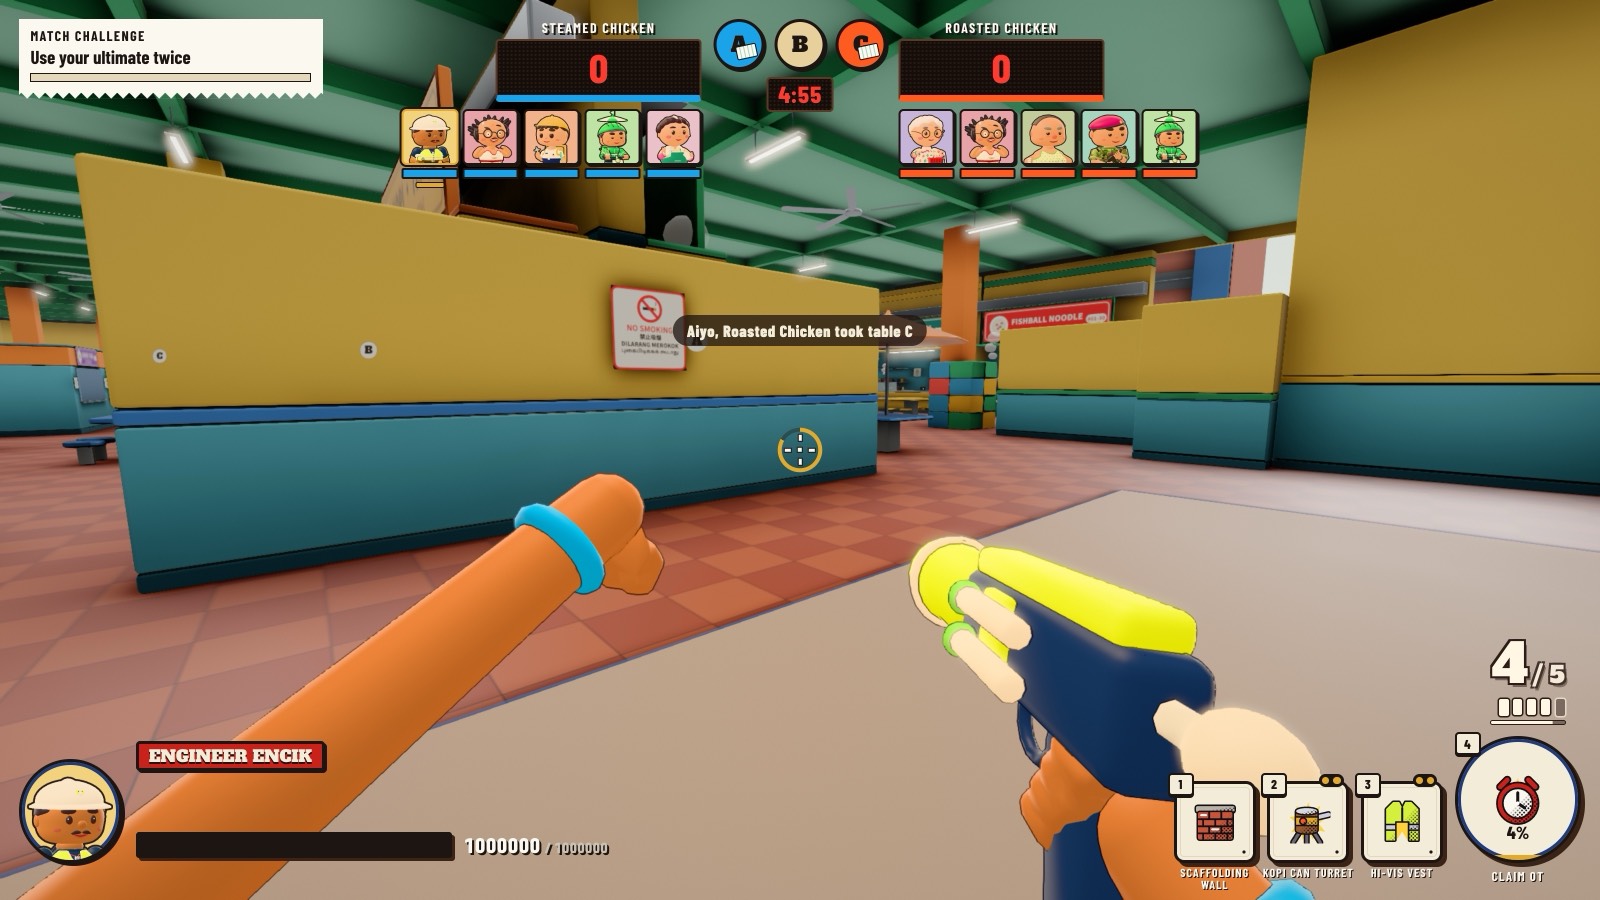 MATCH CHALLENGE
Use your ultimate twice
STEAMED CHICKEN
0
A
B
C
4:55
ROASTED CHICKEN
0
NO SMOKING
DILARANG MEROKOK
Aiyo, Roasted Chicken took table C
FISHBALL NOODLE
C
B
ENGINEER ENCIK
1000000 / 1000000
4/5
1
SCAFFOLDING
WALL
2
KOPI CAN TURRET
3
HI-VIS VEST
4
4%
CLAIM OT